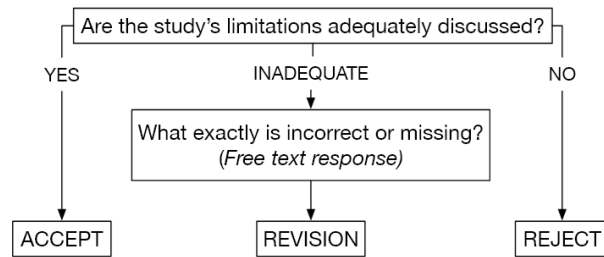 Are the study's limitations adequately discussed?
YES
INADEQUATE
NO
What exactly is incorrect or missing?
(Free text response)
ACCEPT
REVISION
REJECT